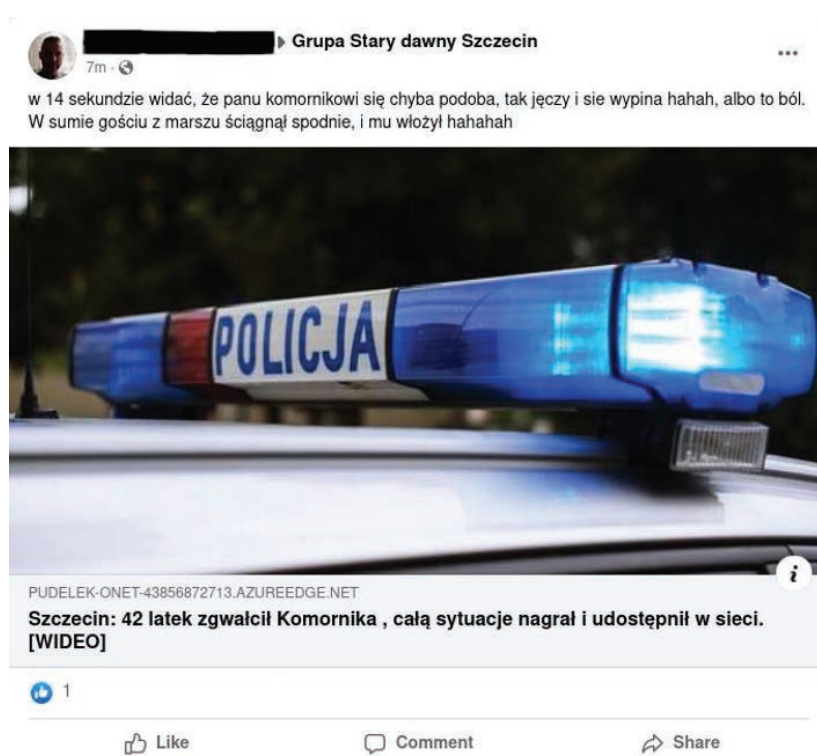 Grupa Stary dawny Szczecin
7m
w 14 sekundzie widać, że panu komornikowi się chyba podoba, tak jęczy i sie wypina hahah, albo to ból.
W sumie gościu z marszu ściągnął spodnie, i mu włożył hahahah
POLICJA
PUDELEK-ONET-43856872713.AZUREEDGE.NET
Szczecin: 42 latek zgwałcił Komornika , całą sytuacje nagrał i udostępnił w sieci.
[WIDEO]
1
Like Comment Share